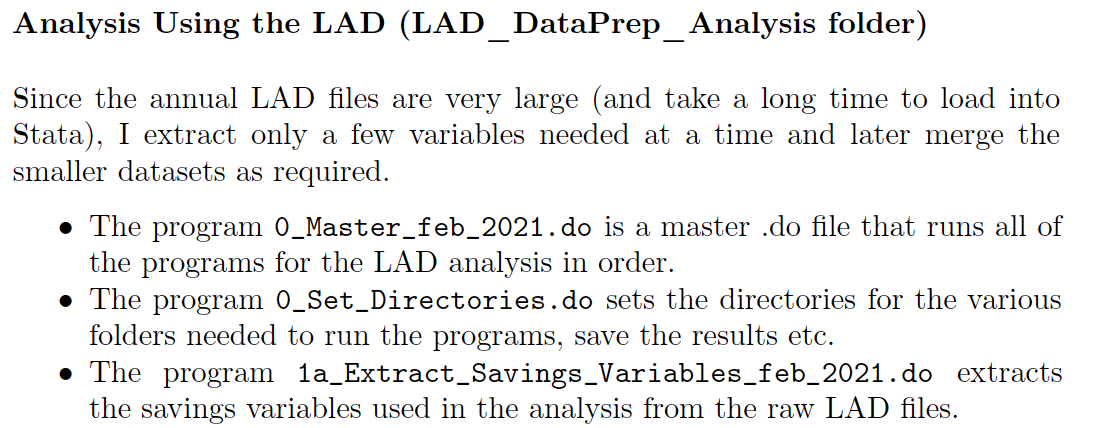 Analysis Using the LAD (LAD_DataPrep_Analysis folder)
Since the annual LAD files are very large (and take a long time to load into
Stata), I extract only a few variables needed at a time and later merge the
smaller datasets as required.
• The program 0_Master_feb_2021.do is a master .do file that runs all of
the programs for the LAD analysis in order.
• The program 0_Set_Directories.do sets the directories for the various
folders needed to run the programs, save the results etc.
• The program 1a_Extract_Savings_Variables_feb_2021.do extracts
the savings variables used in the analysis from the raw LAD files.